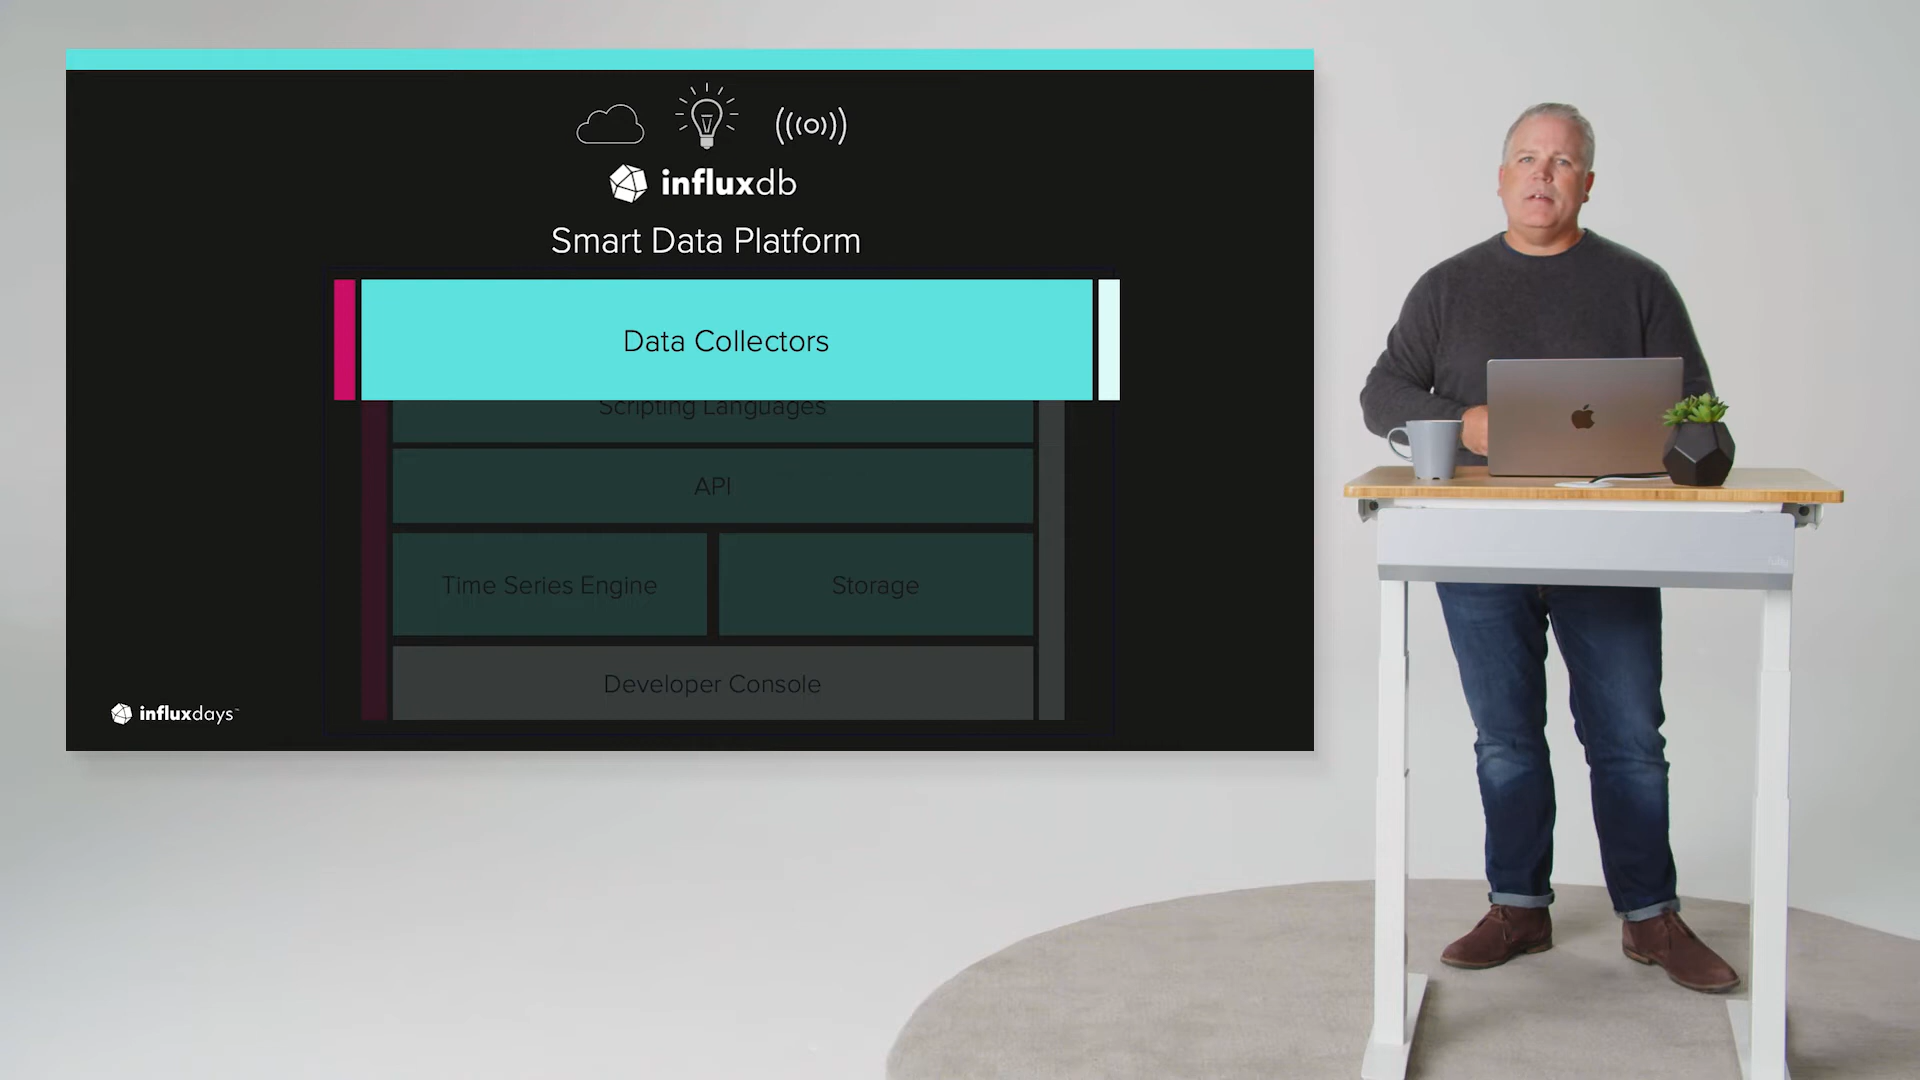 influxdb
Smart Data Platform
Data Collectors
Scripting Languages
API
Time Series Engine
Storage
Developer Console
influxdays